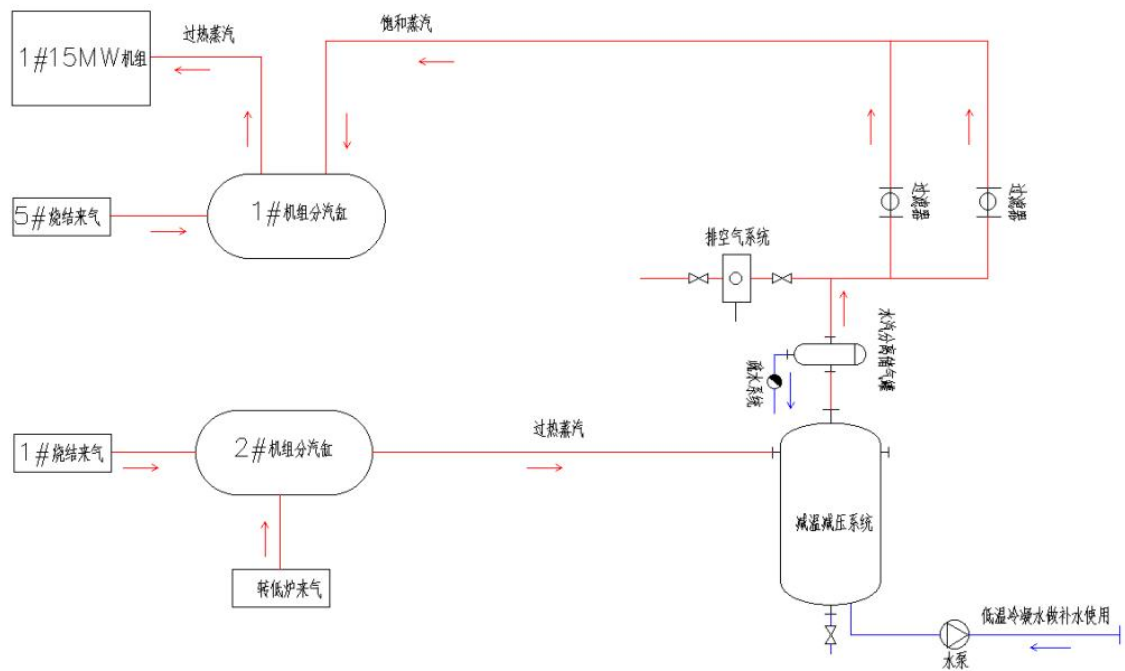 过热蒸汽
饱和蒸汽
1#15MW机组
5#烧结来气
1#机组分汽缸
过滤器
过滤器
排空气系统
水汽分离储气罐
疏水系统
1#烧结来气
2#机组分汽缸
过热蒸汽
减温减压系统
转低炉来气
低温冷凝水做补水使用
水泵